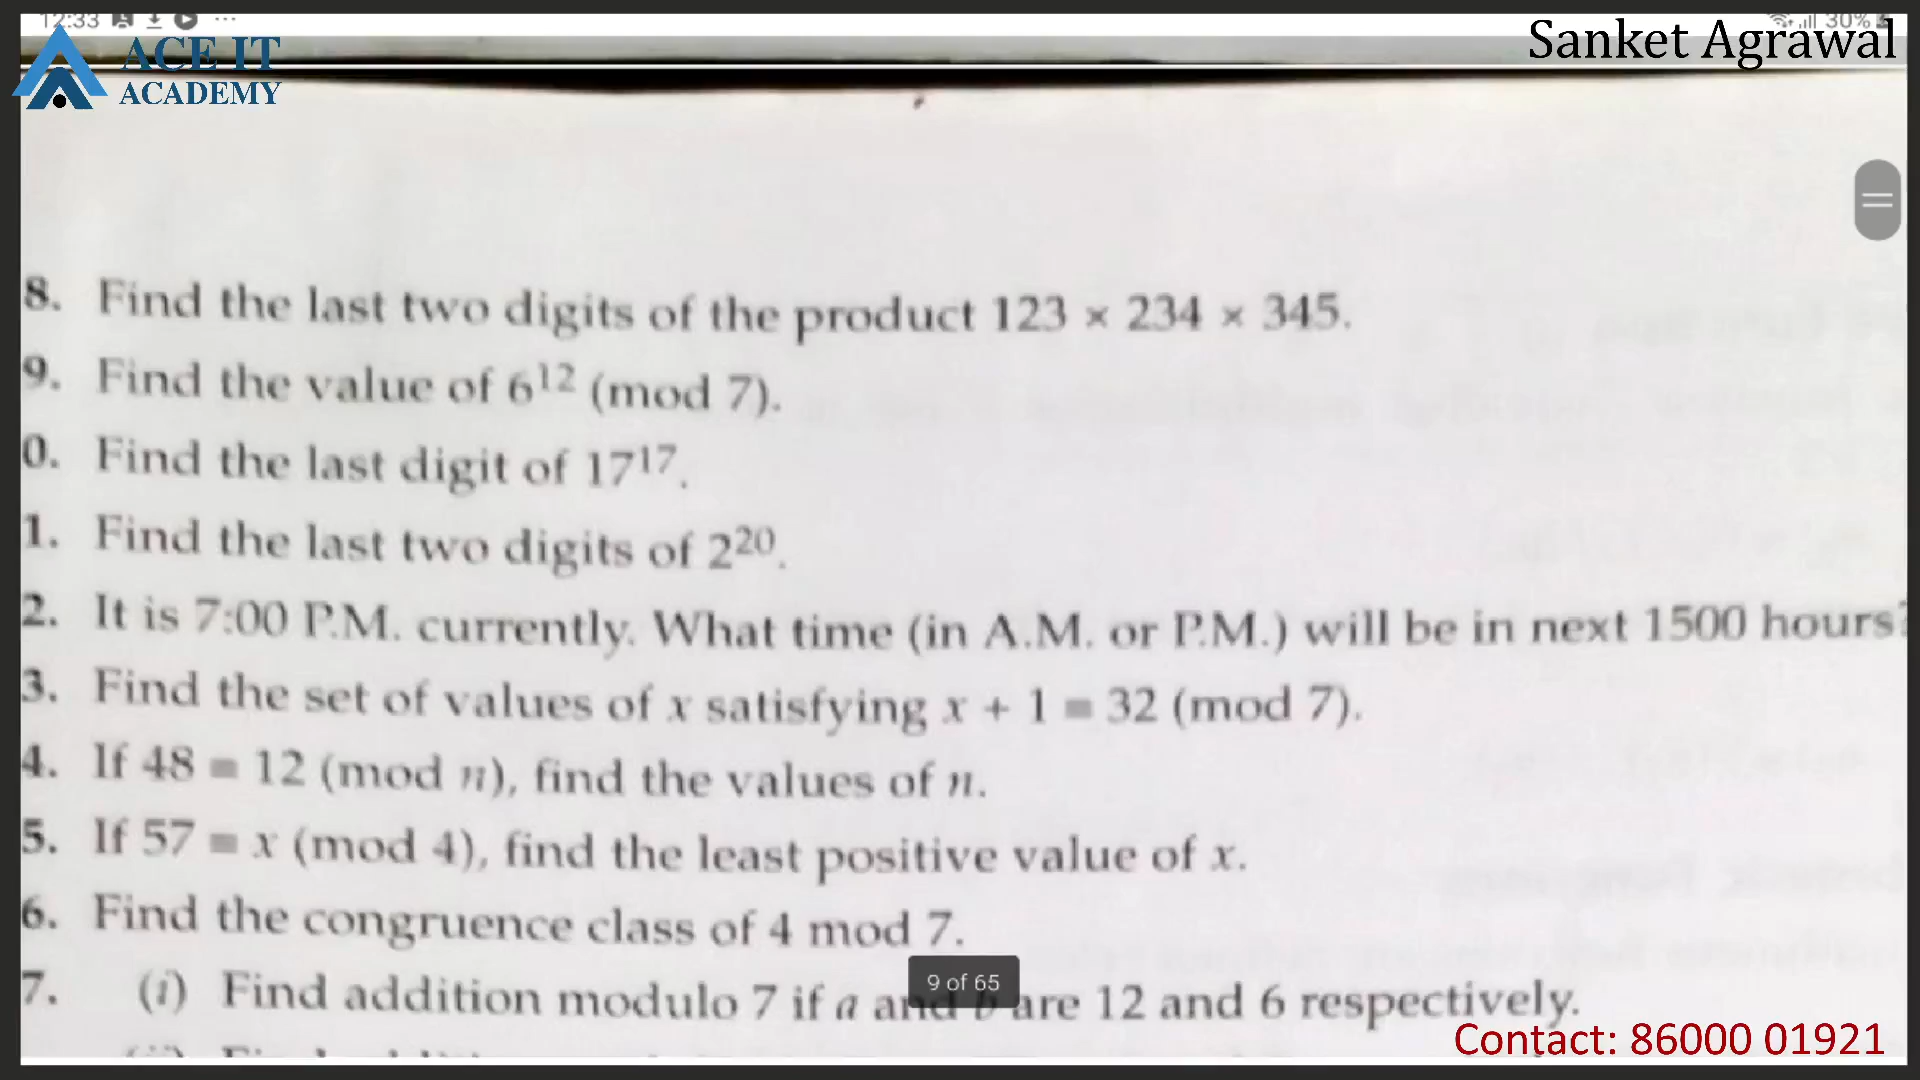 12:33 ... 30%
ACE IT
ACADEMY
Sanket Agrawal
8. Find the last two digits of the product 123 × 234 × 345.
9. Find the value of 6¹² (mod 7).
0. Find the last digit of 17¹⁷.
1. Find the last two digits of 2²⁰.
2. It is 7:00 P.M. currently. What time (in A.M. or P.M.) will be in next 1500 hours?
3. Find the set of values of x satisfying x + 1 ≡ 32 (mod 7).
4. If 48 ≡ 12 (mod n), find the values of n.
5. If 57 ≡ x (mod 4), find the least positive value of x.
6. Find the congruence class of 4 mod 7.
7. (i) Find addition modulo 7 if a and b are 12 and 6 respectively.
9 of 65
Contact: 86000 01921